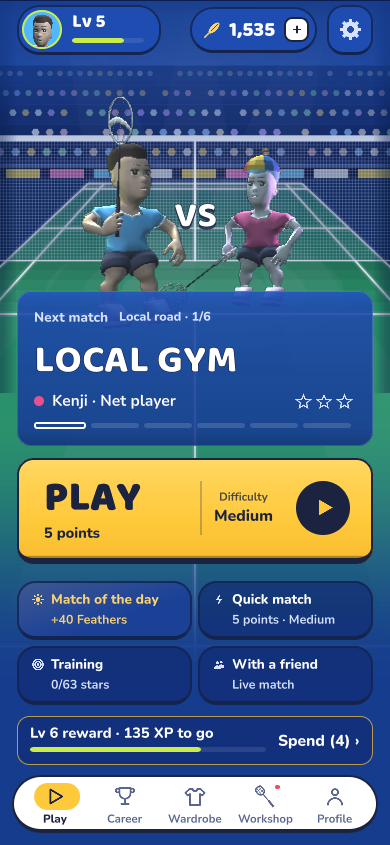 Lv 5
1,535 +
VS
Next match Local road · 1/6
LOCAL GYM
Kenji · Net player
PLAY
5 points
Difficulty
Medium
Match of the day
+40 Feathers
Quick match
5 points · Medium
Training
0/63 stars
With a friend
Live match
Lv 6 reward · 135 XP to go
Spend (4) ›
Play
Career
Wardrobe
Workshop
Profile